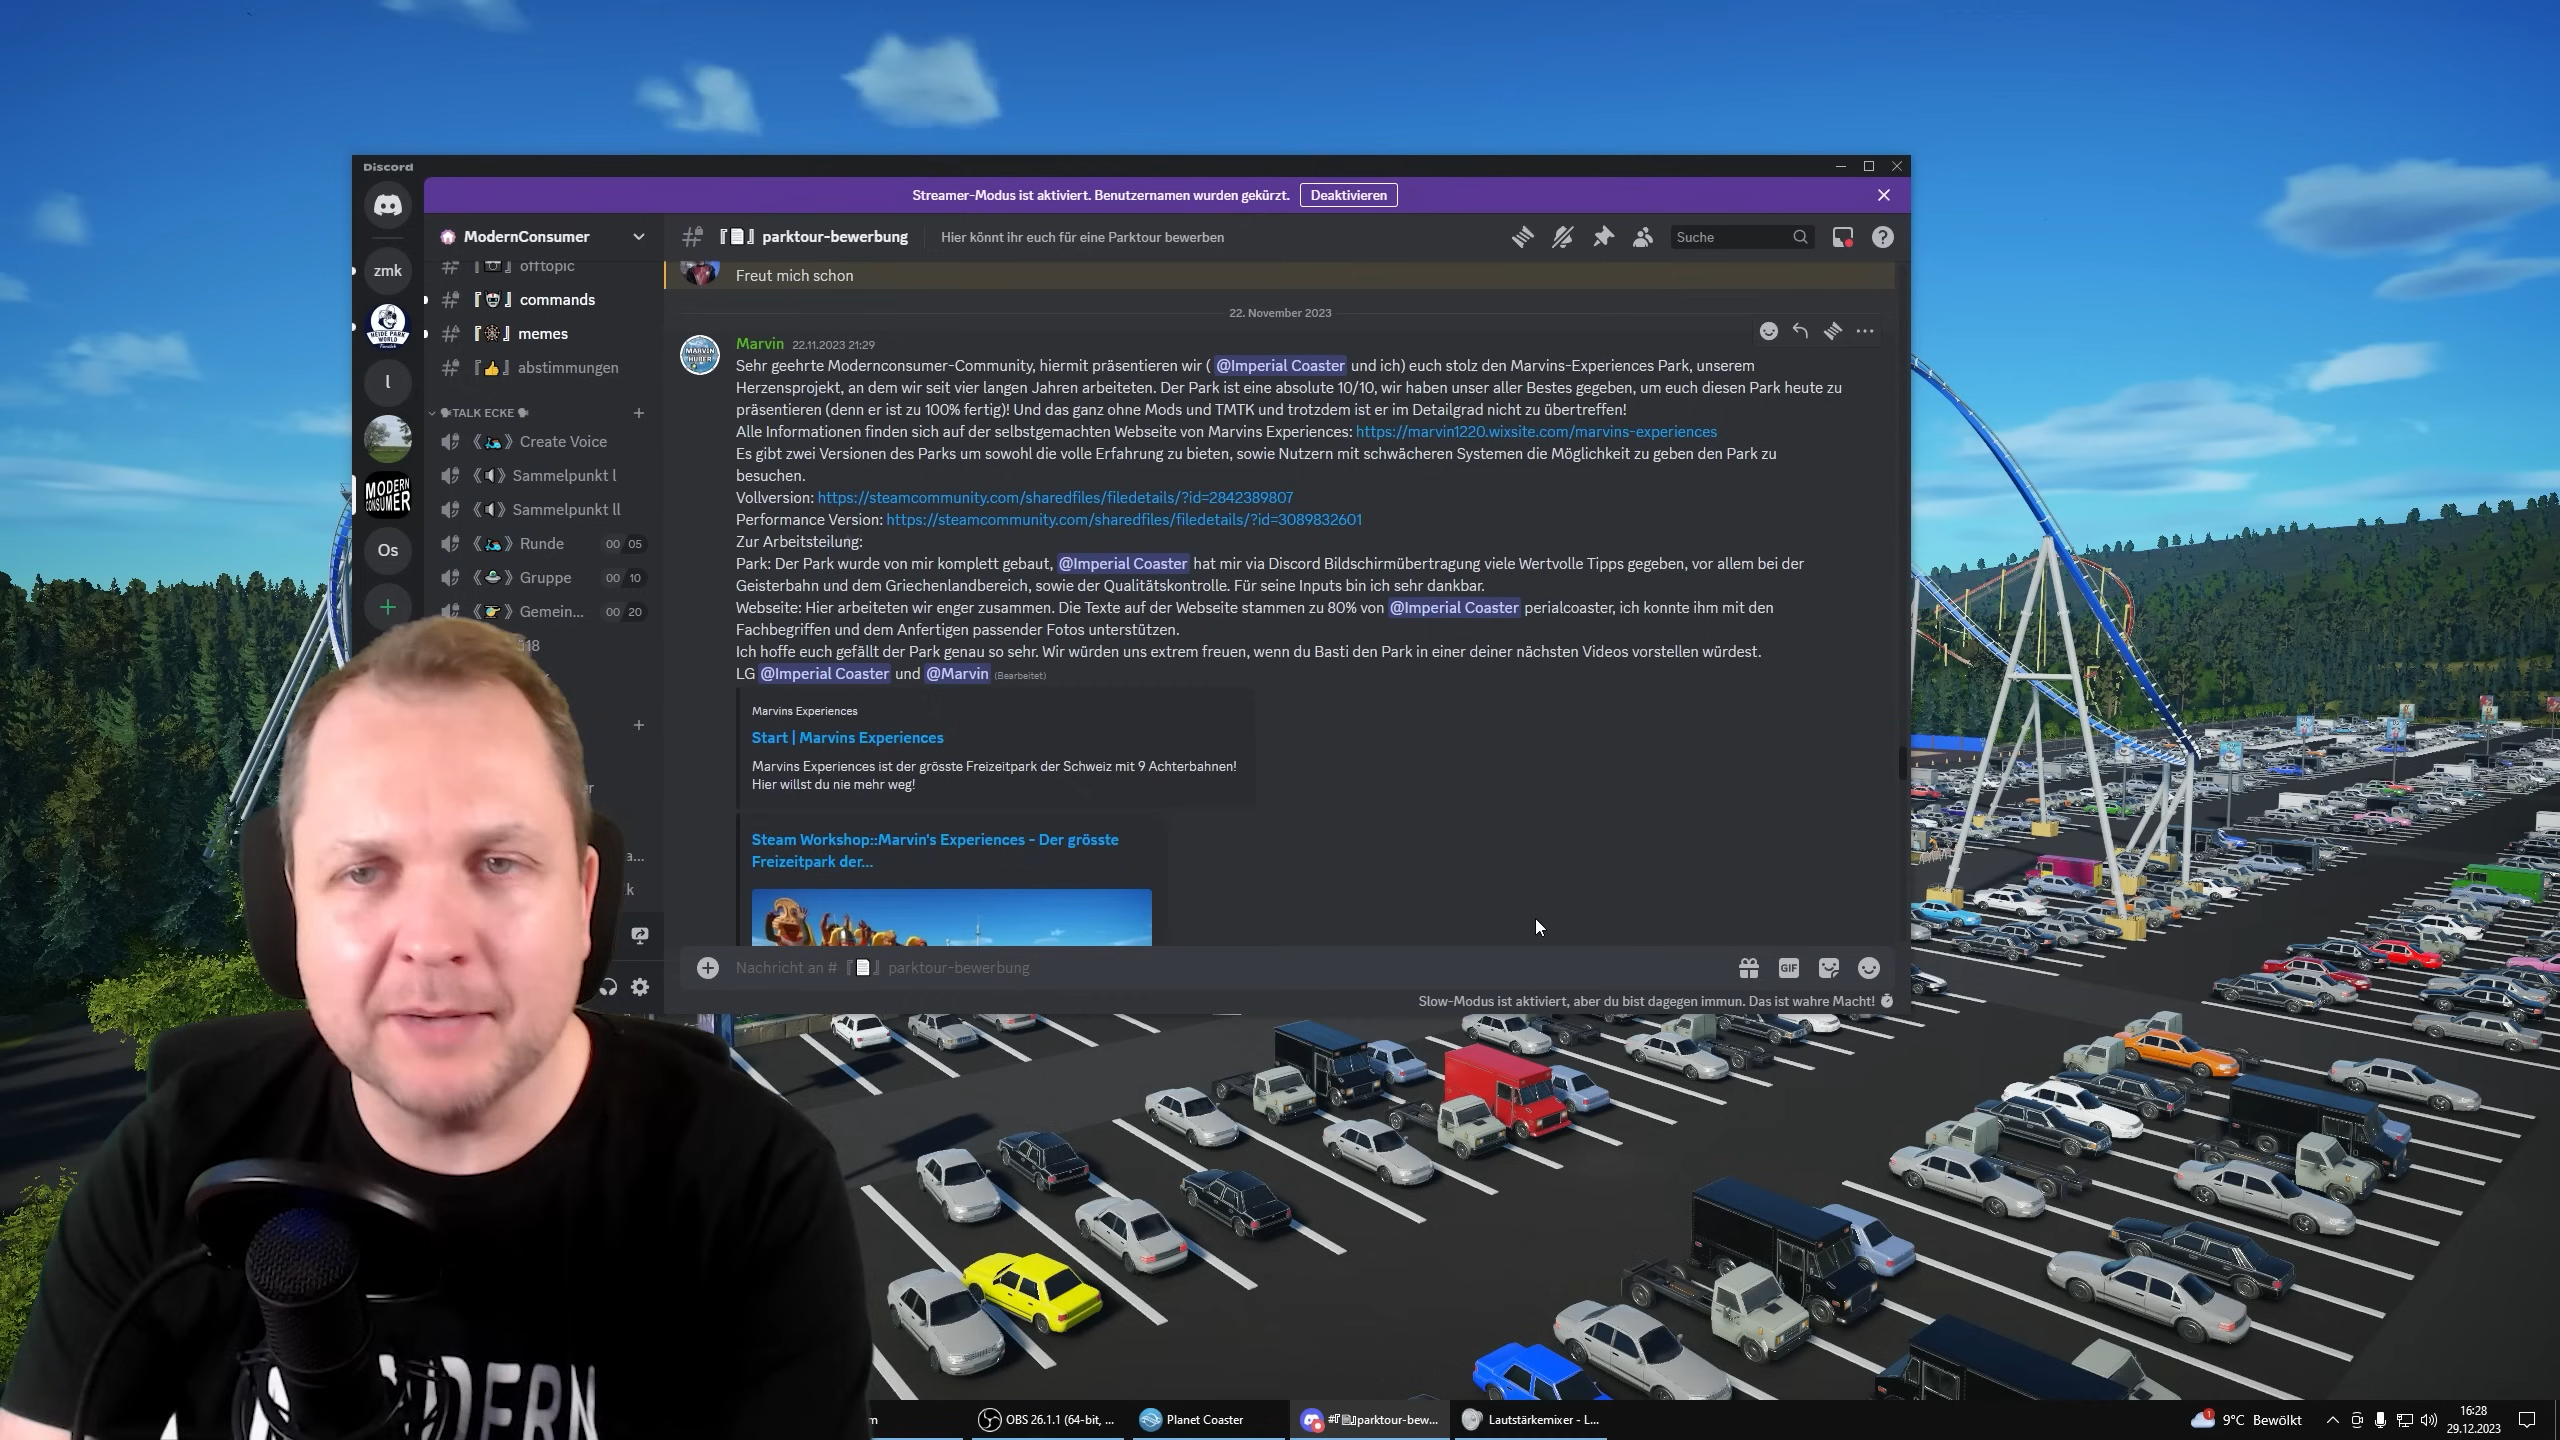 Discord
Streamer-Modus ist aktiviert. Benutzernamen wurden gekürzt. Deaktivieren
ModernConsumer
parktour-bewerbung
Hier könnt ihr euch für eine Parktour bewerben
Suche
zmk
HEIDE PARK WORLD
l
MODERN CONSUMER
Os
offtopic
commands
memes
abstimmungen
TALK ECKE
Create Voice
Sammelpunkt l
Sammelpunkt ll
Runde 00 05
Gruppe 00 10
Gemein... 00 20
Freut mich schon
22. November 2023
MARVIN HUBER
Marvin 22.11.2023 21:29
Sehr geehrte Modernconsumer-Community, hiermit präsentieren wir ( @Imperial Coaster und ich) euch stolz den Marvins-Experiences Park, unserem
Herzensprojekt, an dem wir seit vier langen Jahren arbeiteten. Der Park ist eine absolute 10/10, wir haben unser aller Bestes gegeben, um euch diesen Park heute zu
präsentieren (denn er ist zu 100% fertig)! Und das ganz ohne Mods und TMTK und trotzdem ist er im Detailgrad nicht zu übertreffen!
Alle Informationen finden sich auf der selbstgemachten Webseite von Marvins Experiences: https://marvin1220.wixsite.com/marvins-experiences
Es gibt zwei Versionen des Parks um sowohl die volle Erfahrung zu bieten, sowie Nutzern mit schwächeren Systemen die Möglichkeit zu geben den Park zu
besuchen.
Vollversion: https://steamcommunity.com/sharedfiles/filedetails/?id=2842389807
Performance Version: https://steamcommunity.com/sharedfiles/filedetails/?id=3089832601
Zur Arbeitsteilung:
Park: Der Park wurde von mir komplett gebaut, @Imperial Coaster hat mir via Discord Bildschirmübertragung viele Wertvolle Tipps gegeben, vor allem bei der
Geisterbahn und dem Griechenlandbereich, sowie der Qualitätskontrolle. Für seine Inputs bin ich sehr dankbar.
Webseite: Hier arbeiteten wir enger zusammen. Die Texte auf der Webseite stammen zu 80% von @Imperial Coaster perialcoaster, ich konnte ihm mit den
Fachbegriffen und dem Anfertigen passender Fotos unterstützen.
Ich hoffe euch gefällt der Park genau so sehr. Wir würden uns extrem freuen, wenn du Basti den Park in einer deiner nächsten Videos vorstellen würdest.
LG @Imperial Coaster und @Marvin (Bearbeitet)
Marvins Experiences
Start | Marvins Experiences
Marvins Experiences ist der grösste Freizeitpark der Schweiz mit 9 Achterbahnen!
Hier willst du nie mehr weg!
Steam Workshop::Marvin's Experiences - Der grösste
Freizeitpark der...
Nachricht an # parktour-bewerbung
GIF
Slow-Modus ist aktiviert, aber du bist dagegen immun. Das ist wahre Macht!
OBS 26.1.1 (64-bit, ...
Planet Coaster
#parktour-bew...
Lautstärkemixer - L...
9°C Bewölkt
16:28
29.12.2023